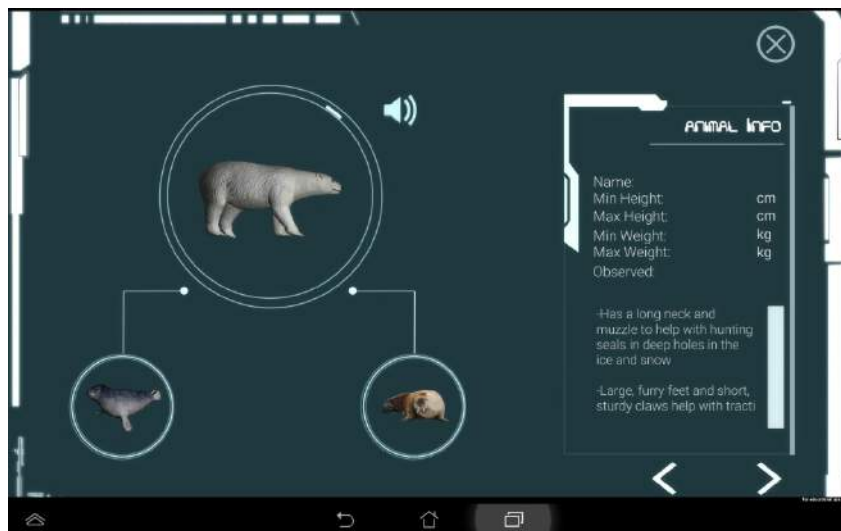 ANIMAL INFO
Name:
Min Height: cm
Max Height: cm
Min Weight: kg
Max Weight: kg
Observed:
-Has a long neck and
muzzle to help with hunting
seals in deep holes in the
ice and snow
-Large, furry feet and short,
sturdy claws help with tracti